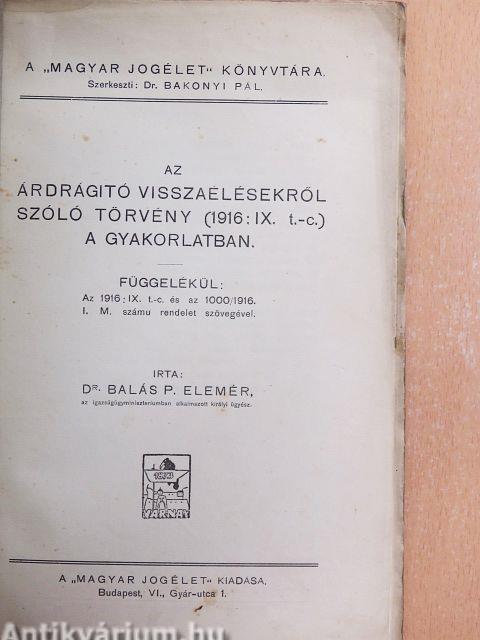 A „MAGYAR JOGÉLET" KÖNYVTÁRA.
Szerkeszti: Dr. BAKONYI PÁL.
AZ
ÁRDRÁGITÓ VISSZAÉLÉSEKRŐL
SZÓLÓ TÖRVÉNY (1916: IX. t.-c.)
A GYAKORLATBAN.
FÜGGELÉKÜL:
Az 1916: IX. t.-c. és az 1000/1916.
I. M. számu rendelet szövegével.
IRTA:
DR. BALÁS P. ELEMÉR,
az igazságügyminiszteriumban alkalmazott királyi ügyész.
1873
VÁRNAY
A „MAGYAR JOGÉLET" KIADÁSA.
Budapest, VI., Gyár-utca 1.
Antikvárium.hu